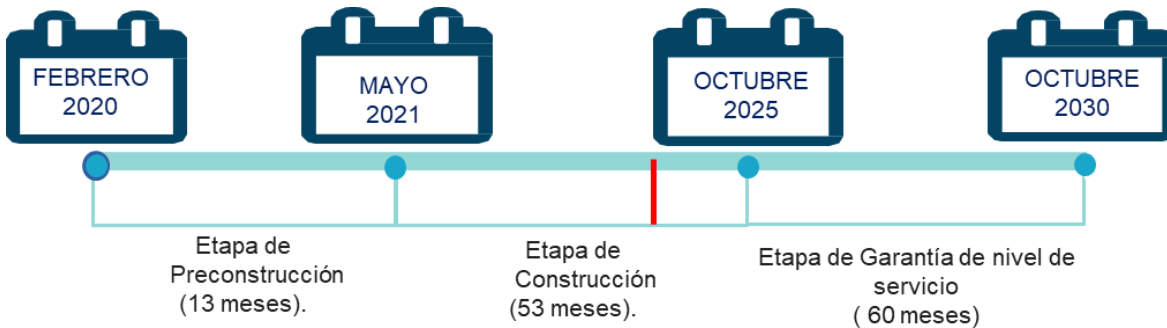 FEBRERO
2020
MAYO
2021
OCTUBRE
2025
OCTUBRE
2030
Etapa de
Preconstrucción
(13 meses).
Etapa de
Construcción
(53 meses).
Etapa de Garantía de nivel de
servicio
( 60 meses)